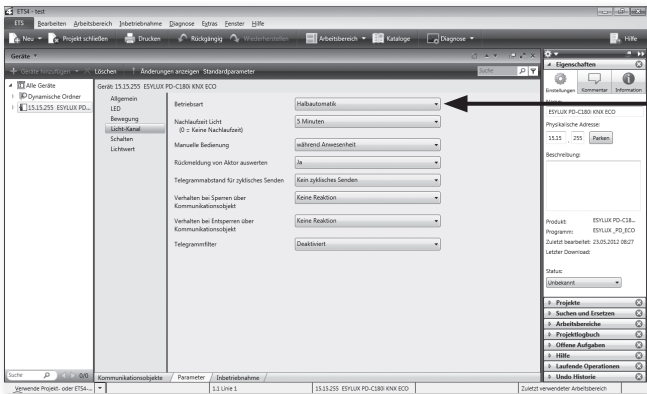 ETS4 - test
ETS Bearbeiten Arbeitsbereich Inbetriebnahme Diagnose Extras Fenster Hilfe
Neu Projekt schließen Drucken Rückgängig Wiederherstellen Arbeitsbereich Kataloge Diagnose Hilfe
Geräte
Geräte hinzufügen Löschen Änderungen anzeigen Standardparameter Suche
Alle Geräte
Dynamische Ordner
15.15.255 ESYLUX PD...
Gerät: 15.15.255 ESYLUX PD-C180i KNX ECO
Allgemein
LED
Bewegung
Licht-Kanal
Schalten
Lichtwert
Betriebsart Halbautomatik
Nachlaufzeit Licht 5 Minuten
(0 = Keine Nachlaufzeit)
Manuelle Bedienung während Anwesenheit
Rückmeldung von Aktor auswerten Ja
Telegrammabstand für zyklisches Senden Kein zyklisches Senden
Verhalten bei Sperren über Keine Reaktion
Kommunikationsobjekt
Verhalten bei Entsperren über Keine Reaktion
Kommunikationsobjekt
Telegrammfilter Deaktiviert
Eigenschaften
Einstellungen Kommentar Information
ESYLUX PD-C180i KNX ECO
Physikalische Adresse:
15.15 . 255 Parken
Beschreibung:
Produkt: ESYLUX PD-C18...
Programm: ESYLUX_PD_ECO
Zuletzt bearbeitet: 23.05.2012 08:27
Letzter Download:
Status:
Unbekannt
Projekte
Suchen und Ersetzen
Arbeitsbereiche
Projektlogbuch
Offene Aufgaben
Hilfe
Laufende Operationen
Undo Historie
Suche 0/0
Kommunikationsobjekte Parameter Inbetriebnahme
Verwende Projekt- oder ETS4-... 1.1 Linie 1 15.15.255 ESYLUX PD-C180i KNX ECO Zuletzt verwendeter Arbeitsbereich